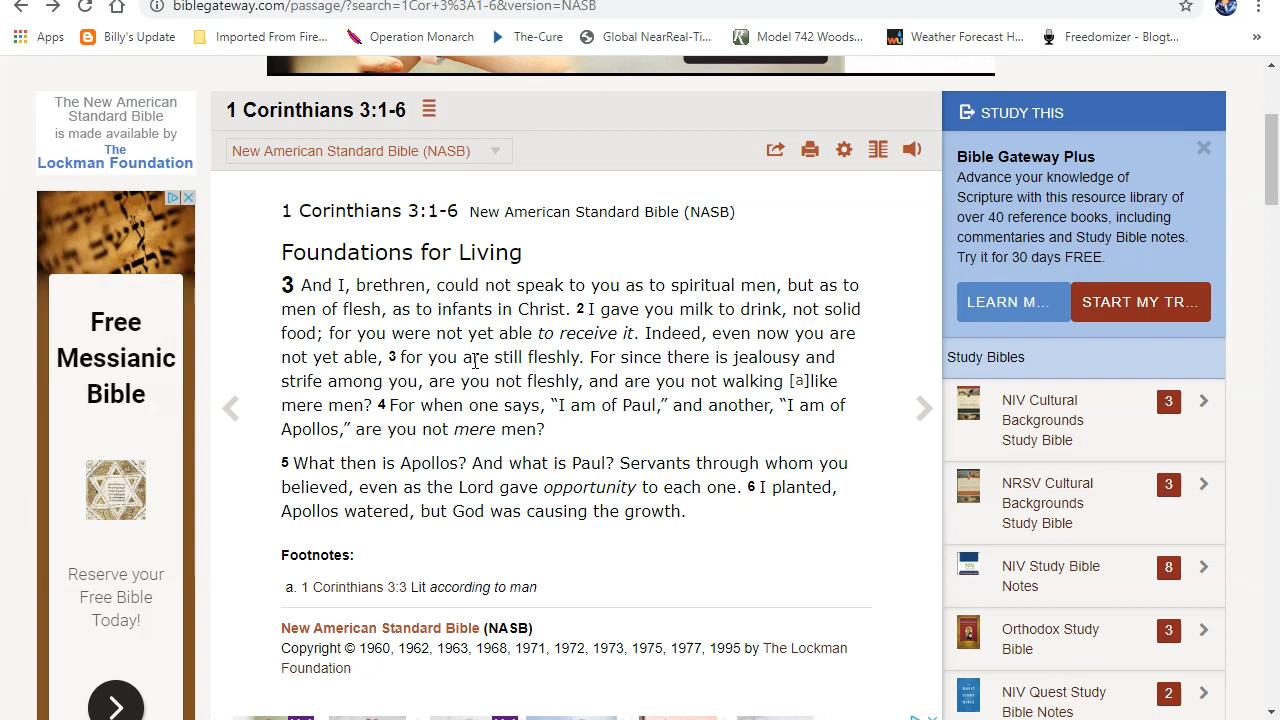 biblegateway.com/passage/?search=1Cor+3%3A1-6&version=NASB
Apps Billy's Update Imported From Fire... Operation Monarch The-Cure Global NearReal-Ti... Model 742 Woods... Weather Forecast H... Freedomizer - Blogt... »
The New American
Standard Bible
is made available by
The
Lockman Foundation
Free
Messianic
Bible
Reserve your
Free Bible
Today!
1 Corinthians 3:1-6
New American Standard Bible (NASB)
1 Corinthians 3:1-6 New American Standard Bible (NASB)
Foundations for Living
3 And I, brethren, could not speak to you as to spiritual men, but as to
men of flesh, as to infants in Christ. 2 I gave you milk to drink, not solid
food; for you were not yet able to receive it. Indeed, even now you are
not yet able, 3 for you are still fleshly. For since there is jealousy and
strife among you, are you not fleshly, and are you not walking [a]like
mere men? 4 For when one says, “I am of Paul,” and another, “I am of
Apollos,” are you not mere men?
5 What then is Apollos? And what is Paul? Servants through whom you
believed, even as the Lord gave opportunity to each one. 6 I planted,
Apollos watered, but God was causing the growth.
Footnotes:
a. 1 Corinthians 3:3 Lit according to man
New American Standard Bible (NASB)
Copyright © 1960, 1962, 1963, 1968, 1971, 1972, 1973, 1975, 1977, 1995 by The Lockman
Foundation
STUDY THIS
Bible Gateway Plus
Advance your knowledge of
Scripture with this resource library of
over 40 reference books, including
commentaries and Study Bible notes.
Try it for 30 days FREE.
LEARN M... START MY TR...
Study Bibles
NIV Cultural
Backgrounds
Study Bible
3
NRSV Cultural
Backgrounds
Study Bible
3
NIV Study Bible
Notes
8
Orthodox Study
Bible
3
NIV Quest Study
Bible Notes
2